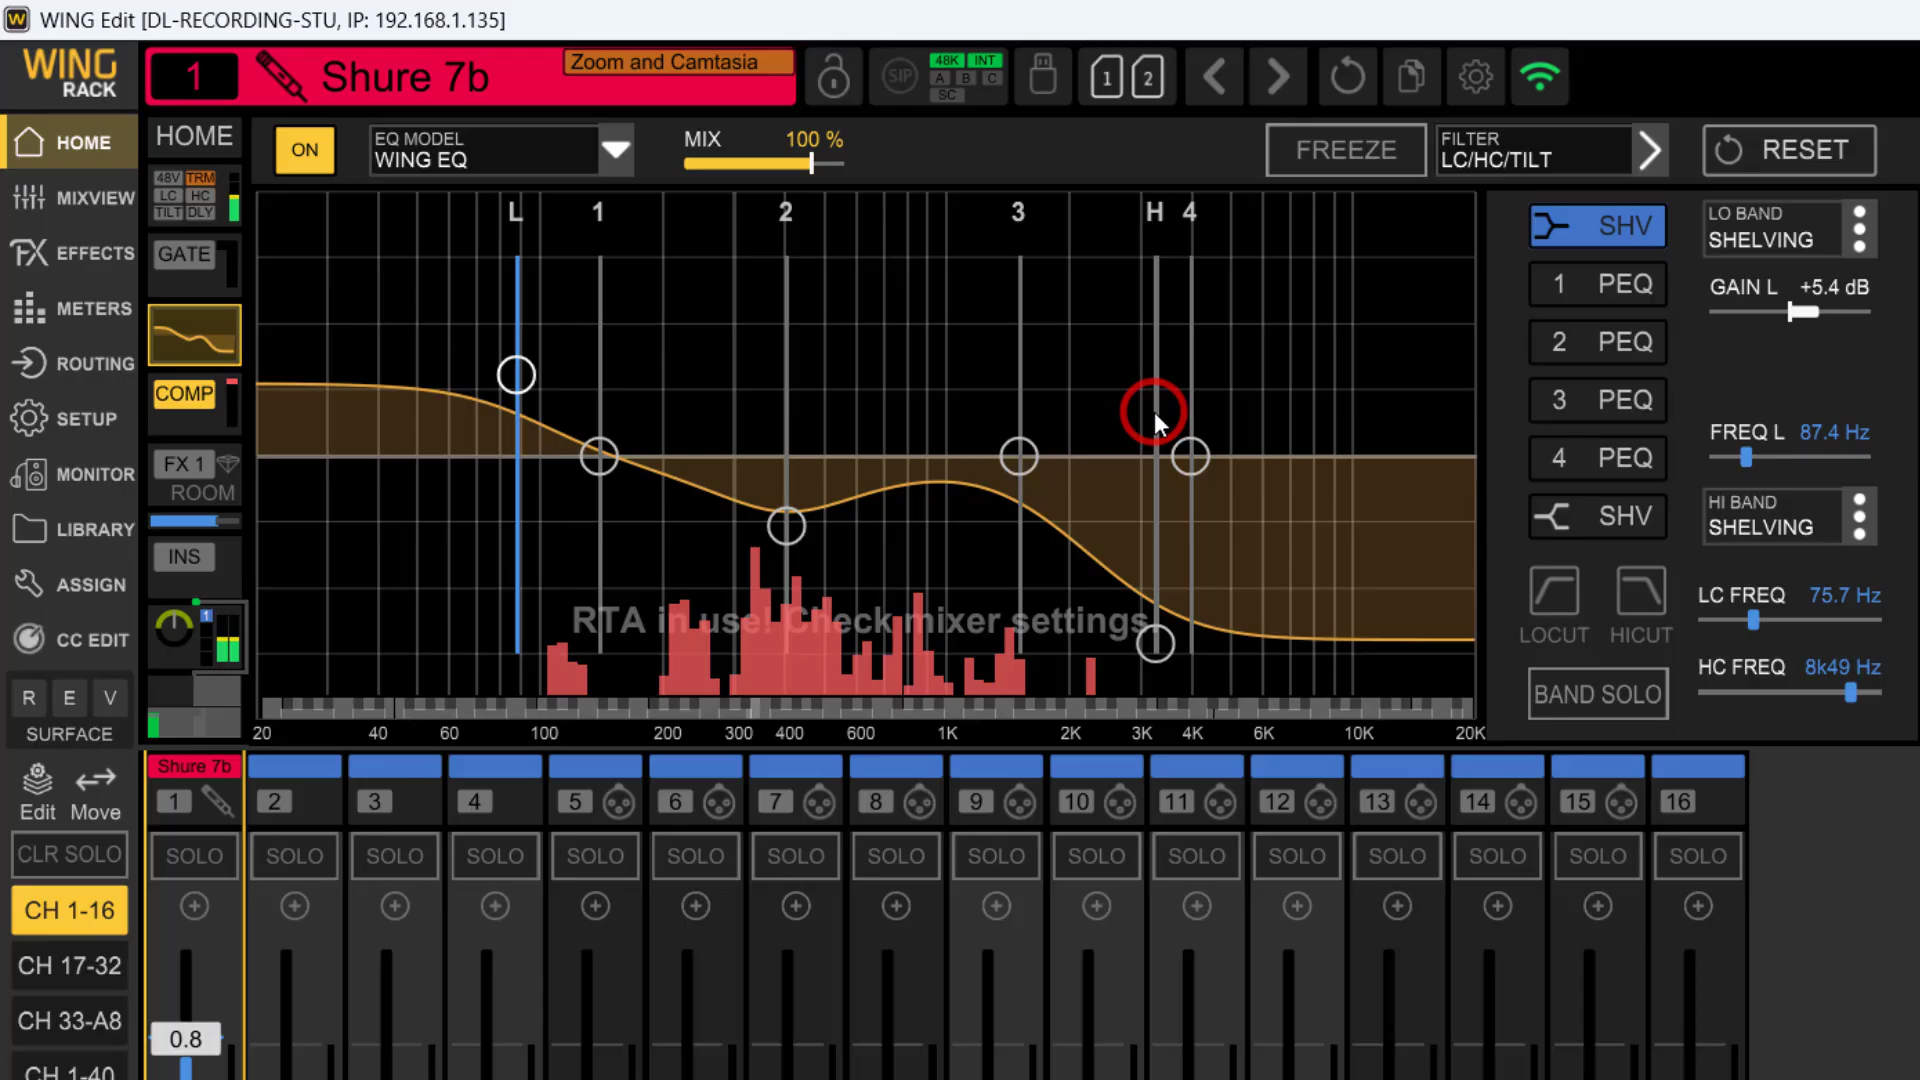 WING Edit [DL-RECORDING-STU, IP: 192.168.1.135]
WING
RACK
1
Shure 7b
Zoom and Camtasia
SIP
48K INT
A B C
SC
1 2
HOME
MIXVIEW
EFFECTS
METERS
ROUTING
SETUP
MONITOR
LIBRARY
ASSIGN
CC EDIT
R E V
SURFACE
HOME
48V TRM
LC HC
TILT DLY
GATE
COMP
FX 1
ROOM
INS
1
ON
EQ MODEL
WING EQ
MIX 100 %
FREEZE
FILTER
LC/HC/TILT
RESET
L 1 2 3 H 4
RTA in use! Check mixer settings.
20 40 60 100 200 300 400 600 1K 2K 3K 4K 6K 10K 20K
SHV
1 PEQ
2 PEQ
3 PEQ
4 PEQ
SHV
LOCUT HICUT
BAND SOLO
LO BAND
SHELVING
GAIN L +5.4 dB
FREQ L 87.4 Hz
HI BAND
SHELVING
LC FREQ 75.7 Hz
HC FREQ 8k49 Hz
Edit Move
CLR SOLO
CH 1-16
CH 17-32
CH 33-A8
CH 1-40
Shure 7b
1 2 3 4 5 6 7 8 9 10 11 12 13 14 15 16
SOLO SOLO SOLO SOLO SOLO SOLO SOLO SOLO SOLO SOLO SOLO SOLO SOLO SOLO SOLO SOLO
0.8